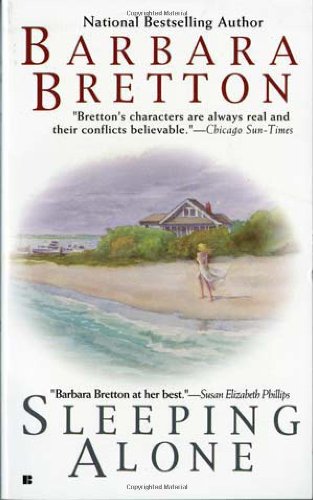 National Bestselling Author
BARBARA
BRETTON
"Bretton's characters are always real and
their conflicts believable."—Chicago Sun-Times
"Barbara Bretton at her best."—Susan Elizabeth Phillips
SLEEPING
ALONE
B